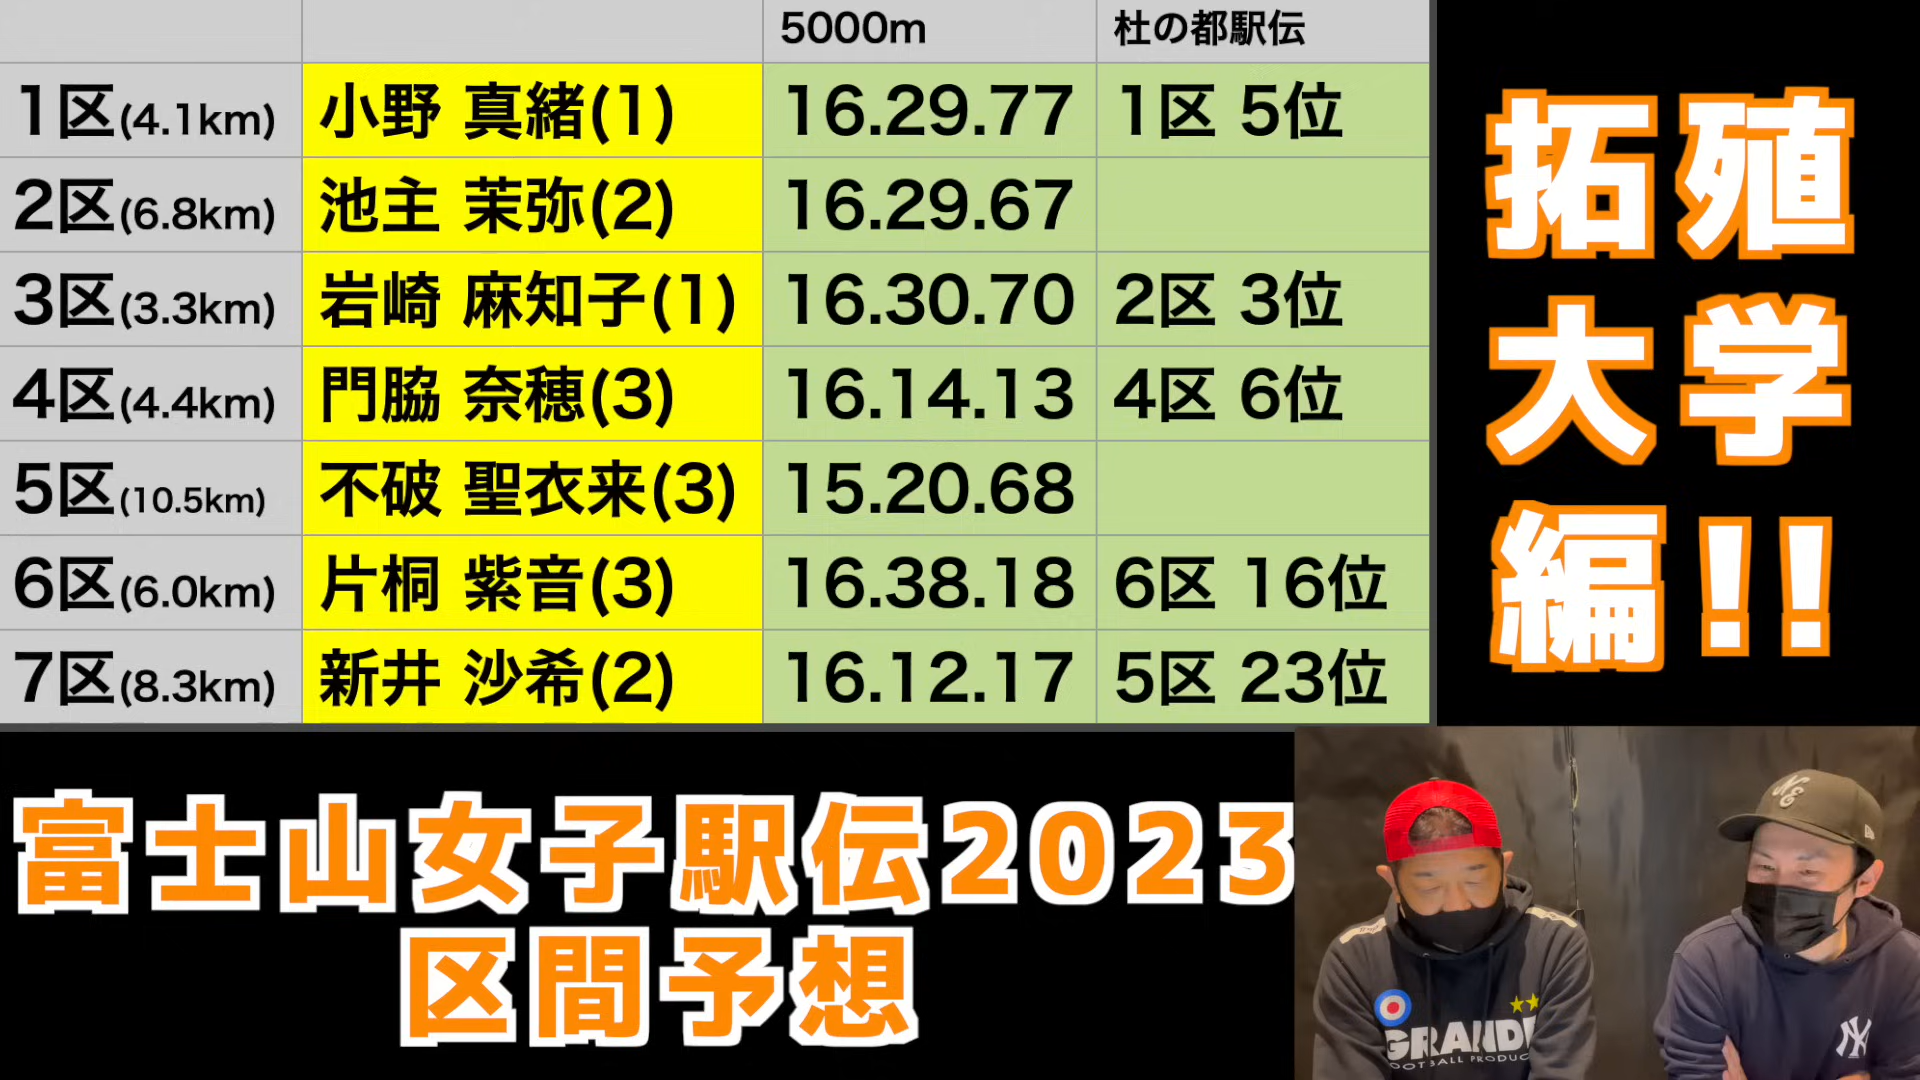 5000m 杜の都駅伝
1区(4.1km) 小野 真緒(1) 16.29.77 1区 5位
2区(6.8km) 池主 茉弥(2) 16.29.67
3区(3.3km) 岩崎 麻知子(1) 16.30.70 2区 3位
4区(4.4km) 門脇 奈穂(3) 16.14.13 4区 6位
5区(10.5km) 不破 聖衣来(3) 15.20.68
6区(6.0km) 片桐 紫音(3) 16.38.18 6区 16位
7区(8.3km) 新井 沙希(2) 16.12.17 5区 23位
拓殖
大学
編!!
富士山女子駅伝2023
区間予想
NE
GRANDE
FOOTBALL PRODUC
NY